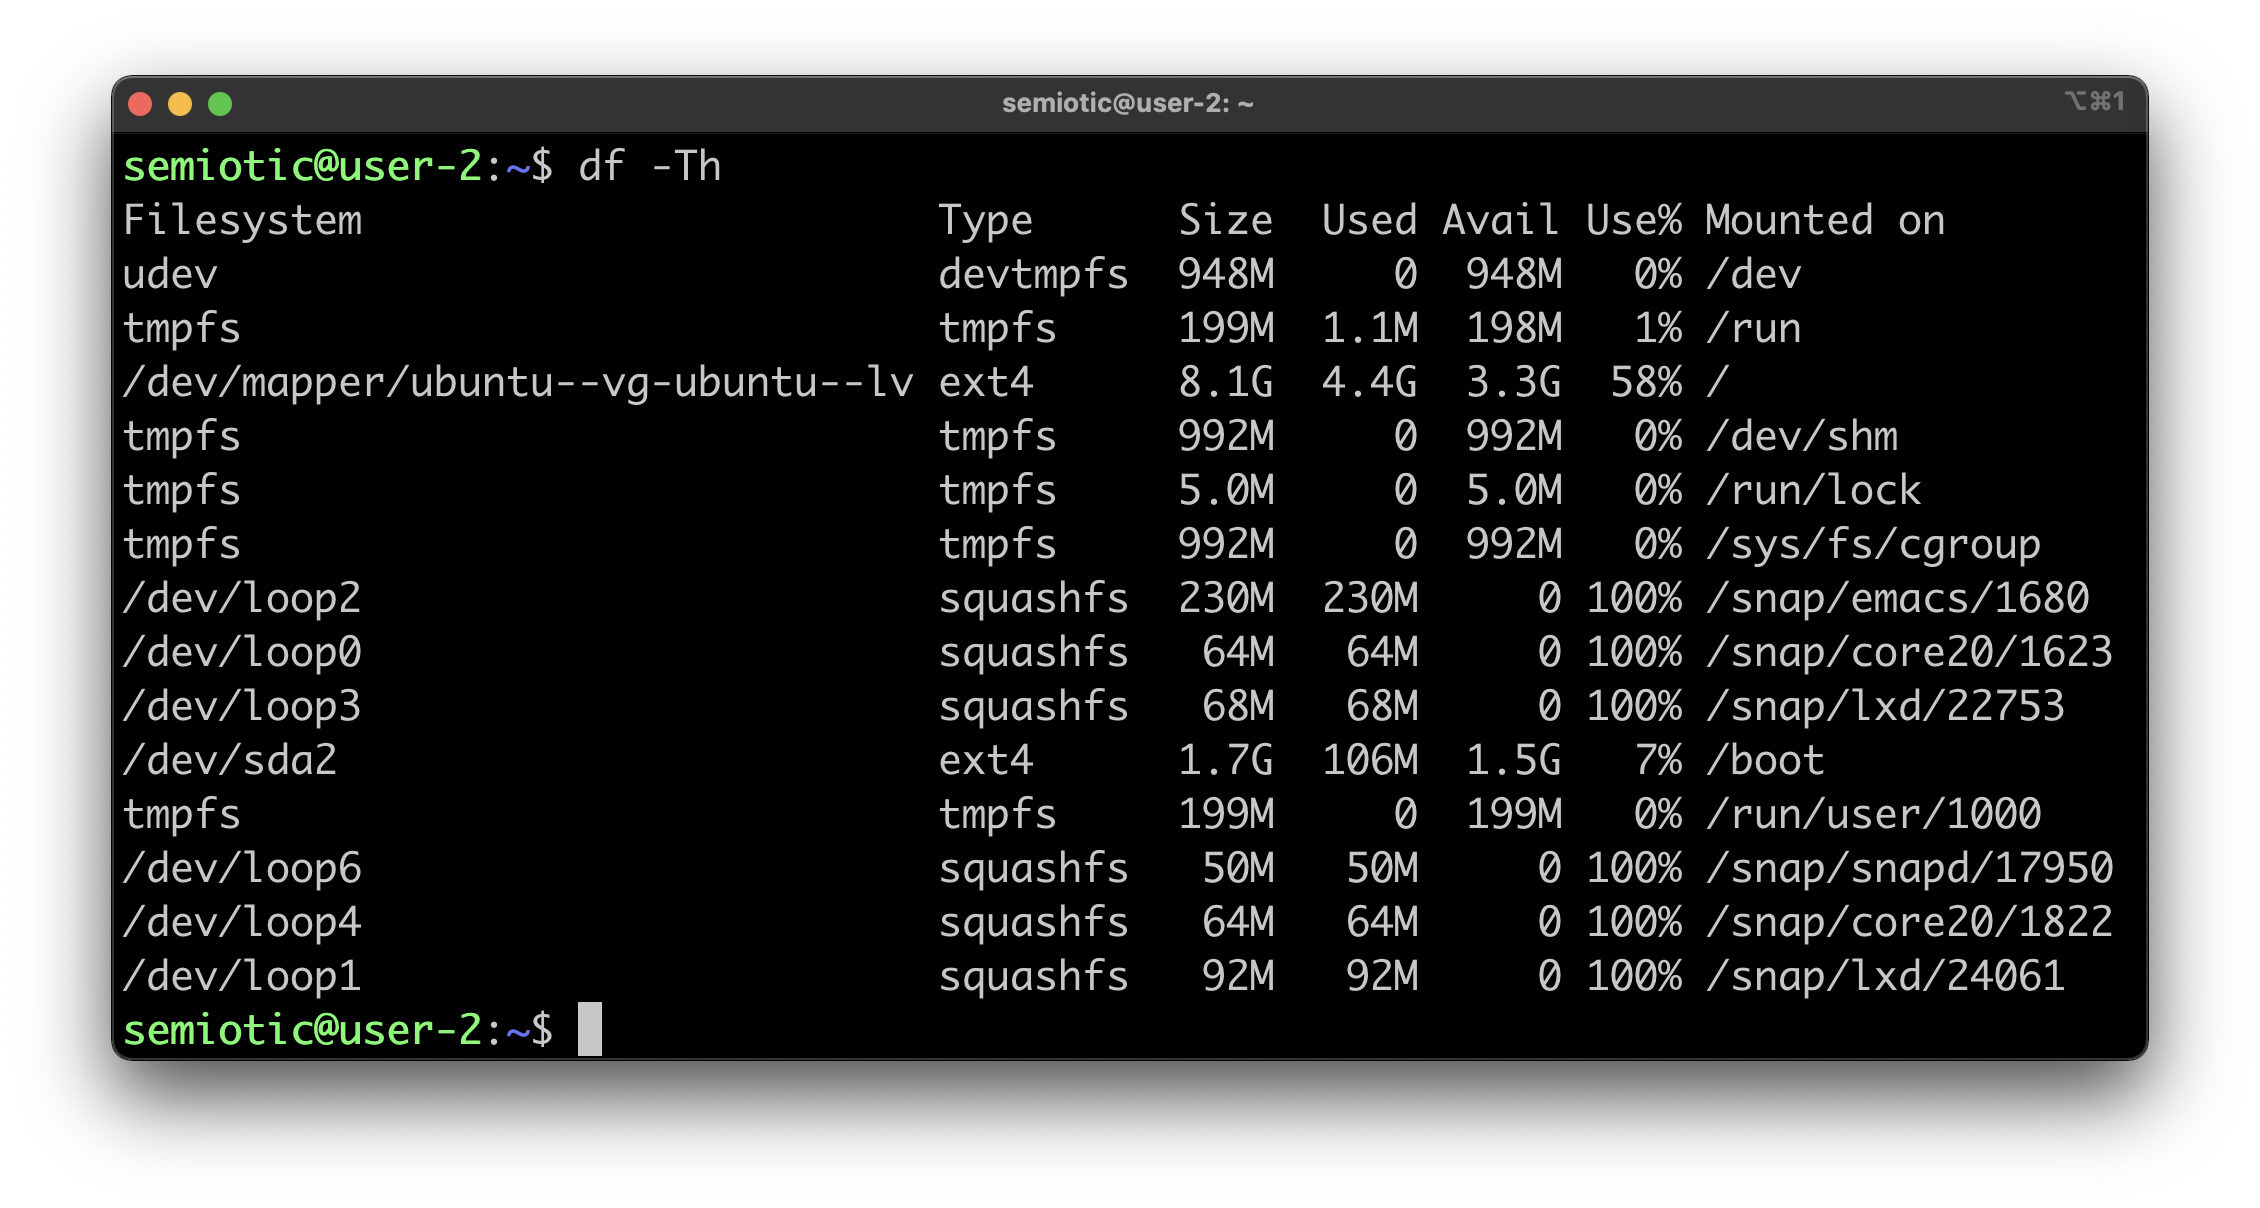 semiotic@user-2: ~ ⌥⌘1
semiotic@user-2:~$ df -Th
Filesystem                        Type      Size  Used Avail Use% Mounted on
udev                              devtmpfs  948M     0  948M   0% /dev
tmpfs                             tmpfs     199M  1.1M  198M   1% /run
/dev/mapper/ubuntu--vg-ubuntu--lv ext4      8.1G  4.4G  3.3G  58% /
tmpfs                             tmpfs     992M     0  992M   0% /dev/shm
tmpfs                             tmpfs     5.0M     0  5.0M   0% /run/lock
tmpfs                             tmpfs     992M     0  992M   0% /sys/fs/cgroup
/dev/loop2                        squashfs  230M  230M     0 100% /snap/emacs/1680
/dev/loop0                        squashfs   64M   64M     0 100% /snap/core20/1623
/dev/loop3                        squashfs   68M   68M     0 100% /snap/lxd/22753
/dev/sda2                         ext4      1.7G  106M  1.5G   7% /boot
tmpfs                             tmpfs     199M     0  199M   0% /run/user/1000
/dev/loop6                        squashfs   50M   50M     0 100% /snap/snapd/17950
/dev/loop4                        squashfs   64M   64M     0 100% /snap/core20/1822
/dev/loop1                        squashfs   92M   92M     0 100% /snap/lxd/24061
semiotic@user-2:~$